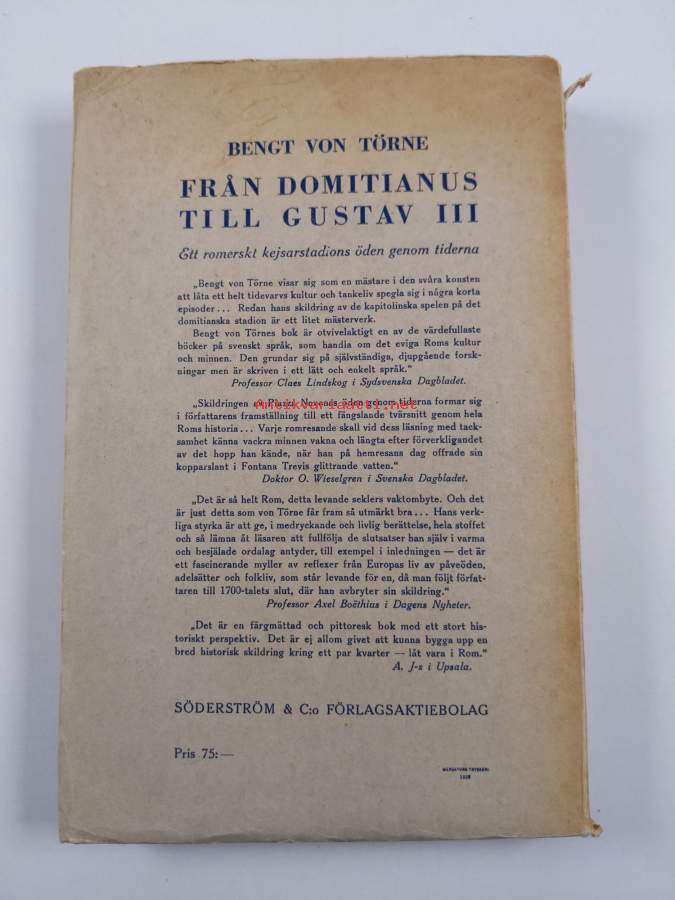 BENGT VON TÖRNE
FRÅN DOMITIANUS
TILL GUSTAV III
Ett romerskt kejsarstadions öden genom tiderna
„Bengt von Törne visar sig som en mästare i den svåra konsten
att låta ett helt tidevarvs kultur och tankeliv spegla sig i några korta
episoder... Redan hans skildring av de kapitolinska spelen på det
domitianska stadion är ett litet mästerverk.
Bengt von Törnes bok är otvivelaktigt en av de värdefullaste
böcker på svenskt språk, som handla om det eviga Roms kultur
och minnen. Den grundar sig på självständiga, djupgående forsk-
ningar men är skriven i ett lätt och enkelt språk.“
Professor Claes Lindskog i Sydsvenska Dagbladet.
„Skildringen av Piazza Navonas öden genom tiderna formar sig
Antiikvariaatti.net
i författarens framställning till ett fängslande tvärsnitt genom hela
Roms historia... Varje romresande skall vid dess läsning med tack-
samhet känna vackra minnen vakna och längta efter förverkligandet
av det hopp han kände, när han på hemresans dag offrade sin
kopparslant i Fontana Trevis glittrande vatten.“
Doktor O. Wieselgren i Svenska Dagbladet.
„Det är så helt Rom, detta levande seklers vaktombyte. Och det
är just detta som von Törne får fram så utmärkt bra... Hans verk-
liga styrka är att ge, i medryckande och livlig berättelse, hela stoffet
och så lämna åt läsaren att fullfölja de slutsatser han själv i varma
och besjälade ordalag antyder, till exempel i inledningen — det är
ett fascinerande myller av reflexer från Europas liv av påveöden,
adelsätter och folkliv, som står levande för en, då man följt förfat-
taren till 1700-talets slut, där han avbryter sin skildring.“
Professor Axel Boëthius i Dagens Nyheter.
„Det är en färgmättad och pittoresk bok med ett stort his-
toriskt perspektiv. Det är ej allom givet att kunna bygga upp en
bred historisk skildring kring ett par kvarter — låt vara i Rom.“
A. J-s i Upsala.
SÖDERSTRÖM & C:o FÖRLAGSAKTIEBOLAG
Pris 75:—